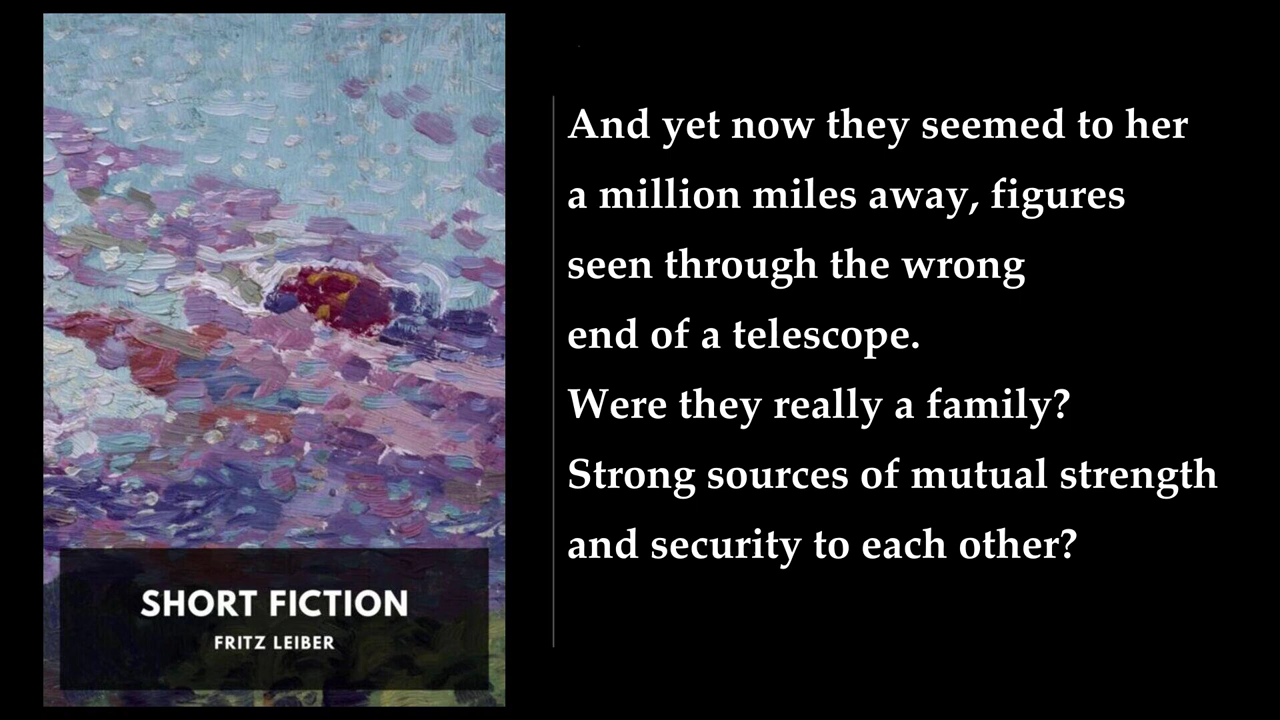 SHORT FICTION
FRITZ LEIBER
And yet now they seemed to her
a million miles away, figures
seen through the wrong
end of a telescope.
Were they really a family?
Strong sources of mutual strength
and security to each other?